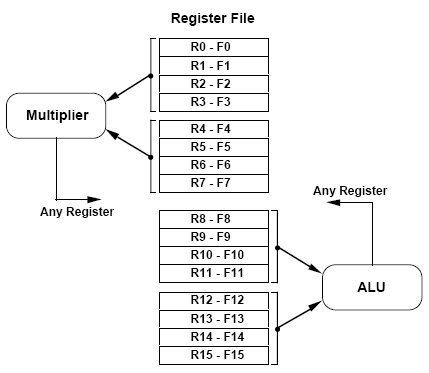 Register File
R0 - F0
R1 - F1
R2 - F2
R3 - F3
Multiplier
R4 - F4
R5 - F5
R6 - F6
R7 - F7
Any Register
Any Register
R8 - F8
R9 - F9
R10 - F10
R11 - F11
ALU
R12 - F12
R13 - F13
R14 - F14
R15 - F15